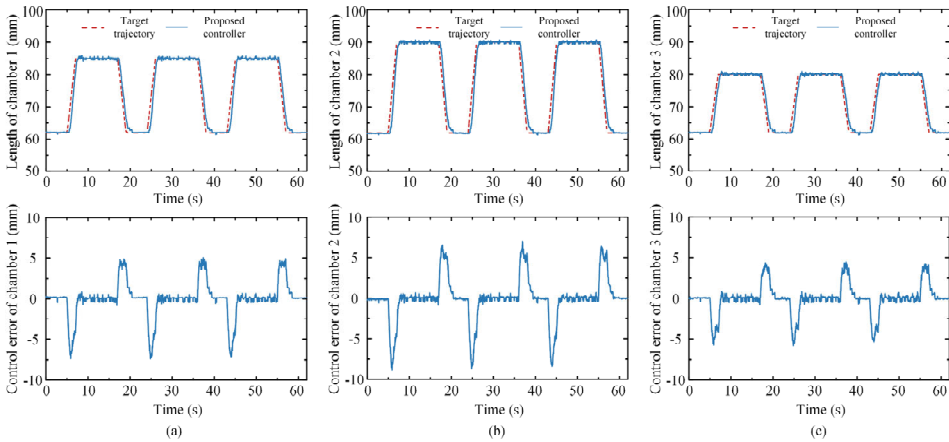 Target trajectory
Proposed controller
Length of chamber 1 (mm)
100
90
80
70
60
50
0 10 20 30 40 50 60
Time (s)
Target trajectory
Proposed controller
Length of chamber 2 (mm)
100
90
80
70
60
50
0 10 20 30 40 50 60
Time (s)
Target trajectory
Proposed controller
Length of chamber 3 (mm)
100
90
80
70
60
50
0 10 20 30 40 50 60
Time (s)
Control error of chamber 1 (mm)
10
5
0
-5
-10
0 10 20 30 40 50 60
Time (s)
(a)
Control error of chamber 2 (mm)
10
5
0
-5
-10
0 10 20 30 40 50 60
Time (s)
(b)
Control error of chamber 3 (mm)
10
5
0
-5
-10
0 10 20 30 40 50 60
Time (s)
(c)